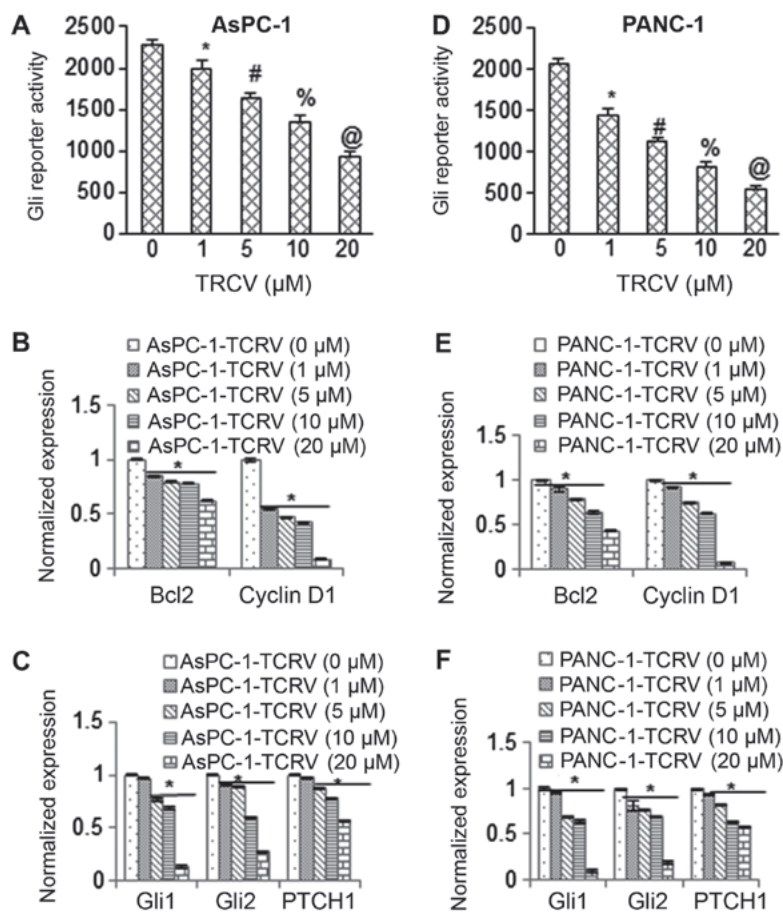 A
AsPC-1
Gli reporter activity
2500
2000
1500
1000
500
0
*
#
%
@
0 1 5 10 20
TRCV (µM)
D
PANC-1
Gli reporter activity
2500
2000
1500
1000
500
0
*
#
%
@
0 1 5 10 20
TRCV (µM)
B
AsPC-1-TCRV (0 µM)
AsPC-1-TCRV (1 µM)
AsPC-1-TCRV (5 µM)
AsPC-1-TCRV (10 µM)
AsPC-1-TCRV (20 µM)
Normalized expression
1.5
1
0.5
0
* *
Bcl2 Cyclin D1
E
PANC-1-TCRV (0 µM)
PANC-1-TCRV (1 µM)
PANC-1-TCRV (5 µM)
PANC-1-TCRV (10 µM)
PANC-1-TCRV (20 µM)
Normalized expression
1.5
1
0.5
0
* *
Bcl2 Cyclin D1
C
AsPC-1-TCRV (0 µM)
AsPC-1-TCRV (1 µM)
AsPC-1-TCRV (5 µM)
AsPC-1-TCRV (10 µM)
AsPC-1-TCRV (20 µM)
Normalized expression
1.5
1
0.5
0
* * *
Gli1 Gli2 PTCH1
F
PANC-1-TCRV (0 µM)
PANC-1-TCRV (1 µM)
PANC-1-TCRV (5 µM)
PANC-1-TCRV (10 µM)
PANC-1-TCRV (20 µM)
Normalized expression
1.5
1
0.5
0
* * *
Gli1 Gli2 PTCH1